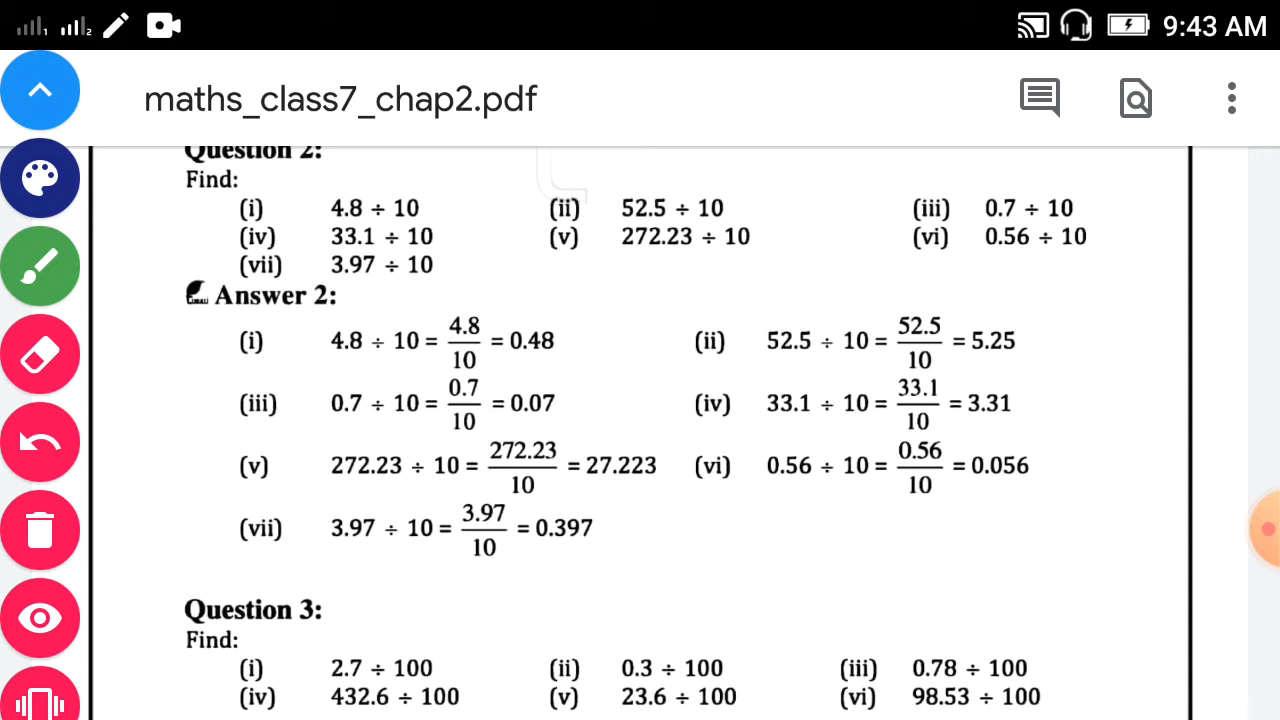 9:43 AM
maths_class7_chap2.pdf
Question 2:
Find:
(i) 4.8 ÷ 10 (ii) 52.5 ÷ 10 (iii) 0.7 ÷ 10
(iv) 33.1 ÷ 10 (v) 272.23 ÷ 10 (vi) 0.56 ÷ 10
(vii) 3.97 ÷ 10
Answer 2:
(i) 4.8 ÷ 10 = 4.8/10 = 0.48 (ii) 52.5 ÷ 10 = 52.5/10 = 5.25
(iii) 0.7 ÷ 10 = 0.7/10 = 0.07 (iv) 33.1 ÷ 10 = 33.1/10 = 3.31
(v) 272.23 ÷ 10 = 272.23/10 = 27.223 (vi) 0.56 ÷ 10 = 0.56/10 = 0.056
(vii) 3.97 ÷ 10 = 3.97/10 = 0.397
Question 3:
Find:
(i) 2.7 ÷ 100 (ii) 0.3 ÷ 100 (iii) 0.78 ÷ 100
(iv) 432.6 ÷ 100 (v) 23.6 ÷ 100 (vi) 98.53 ÷ 100